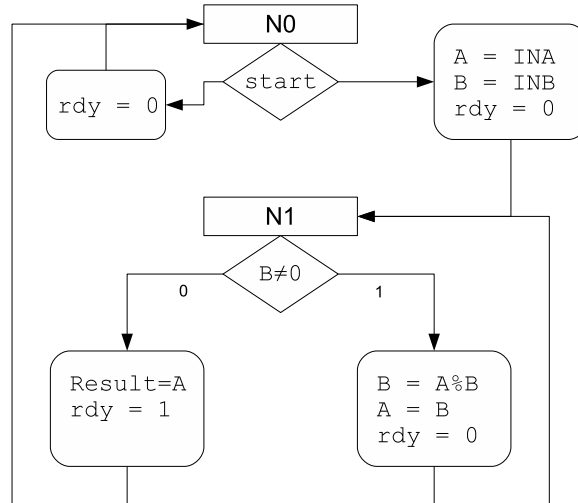 N0
start
A = INA
B = INB
rdy = 0
rdy = 0
N1
B≠0
0
1
Result=A
rdy = 1
B = A%B
A = B
rdy = 0